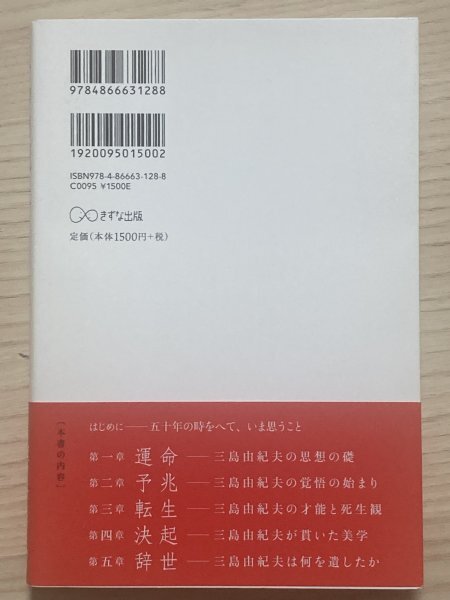 9784866631288
1920095015002
ISBN978-4-86663-128-8
C0095 ¥1500E
きずな出版
定価(本体1500円+税)
[本書の内容]
はじめに──五十年の時をへて、いま思うこと
第一章 運命──三島由紀夫の思想の礎
第二章 予兆──三島由紀夫の覚悟の始まり
第三章 転生──三島由紀夫の才能と死生観
第四章 決起──三島由紀夫が貫いた美学
第五章 辞世──三島由紀夫は何を遺したか